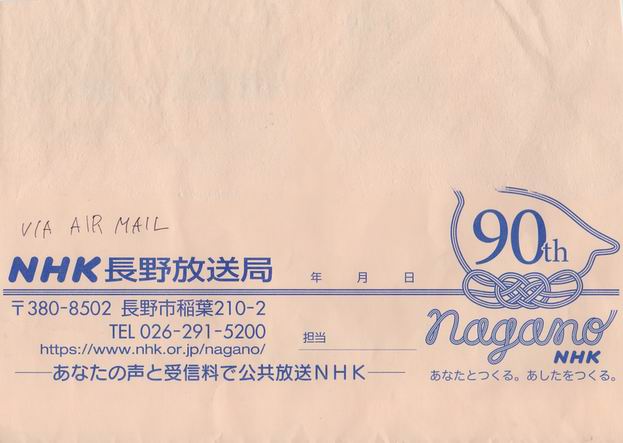 VIA AIR MAIL
NHK長野放送局
年 月 日
〒380-8502 長野市稲葉210-2
TEL 026-291-5200
https://www.nhk.or.jp/nagano/
担当
あなたの声と受信料で公共放送NHK
90th
nagano
NHK
あなたとつくる。あしたをつくる。